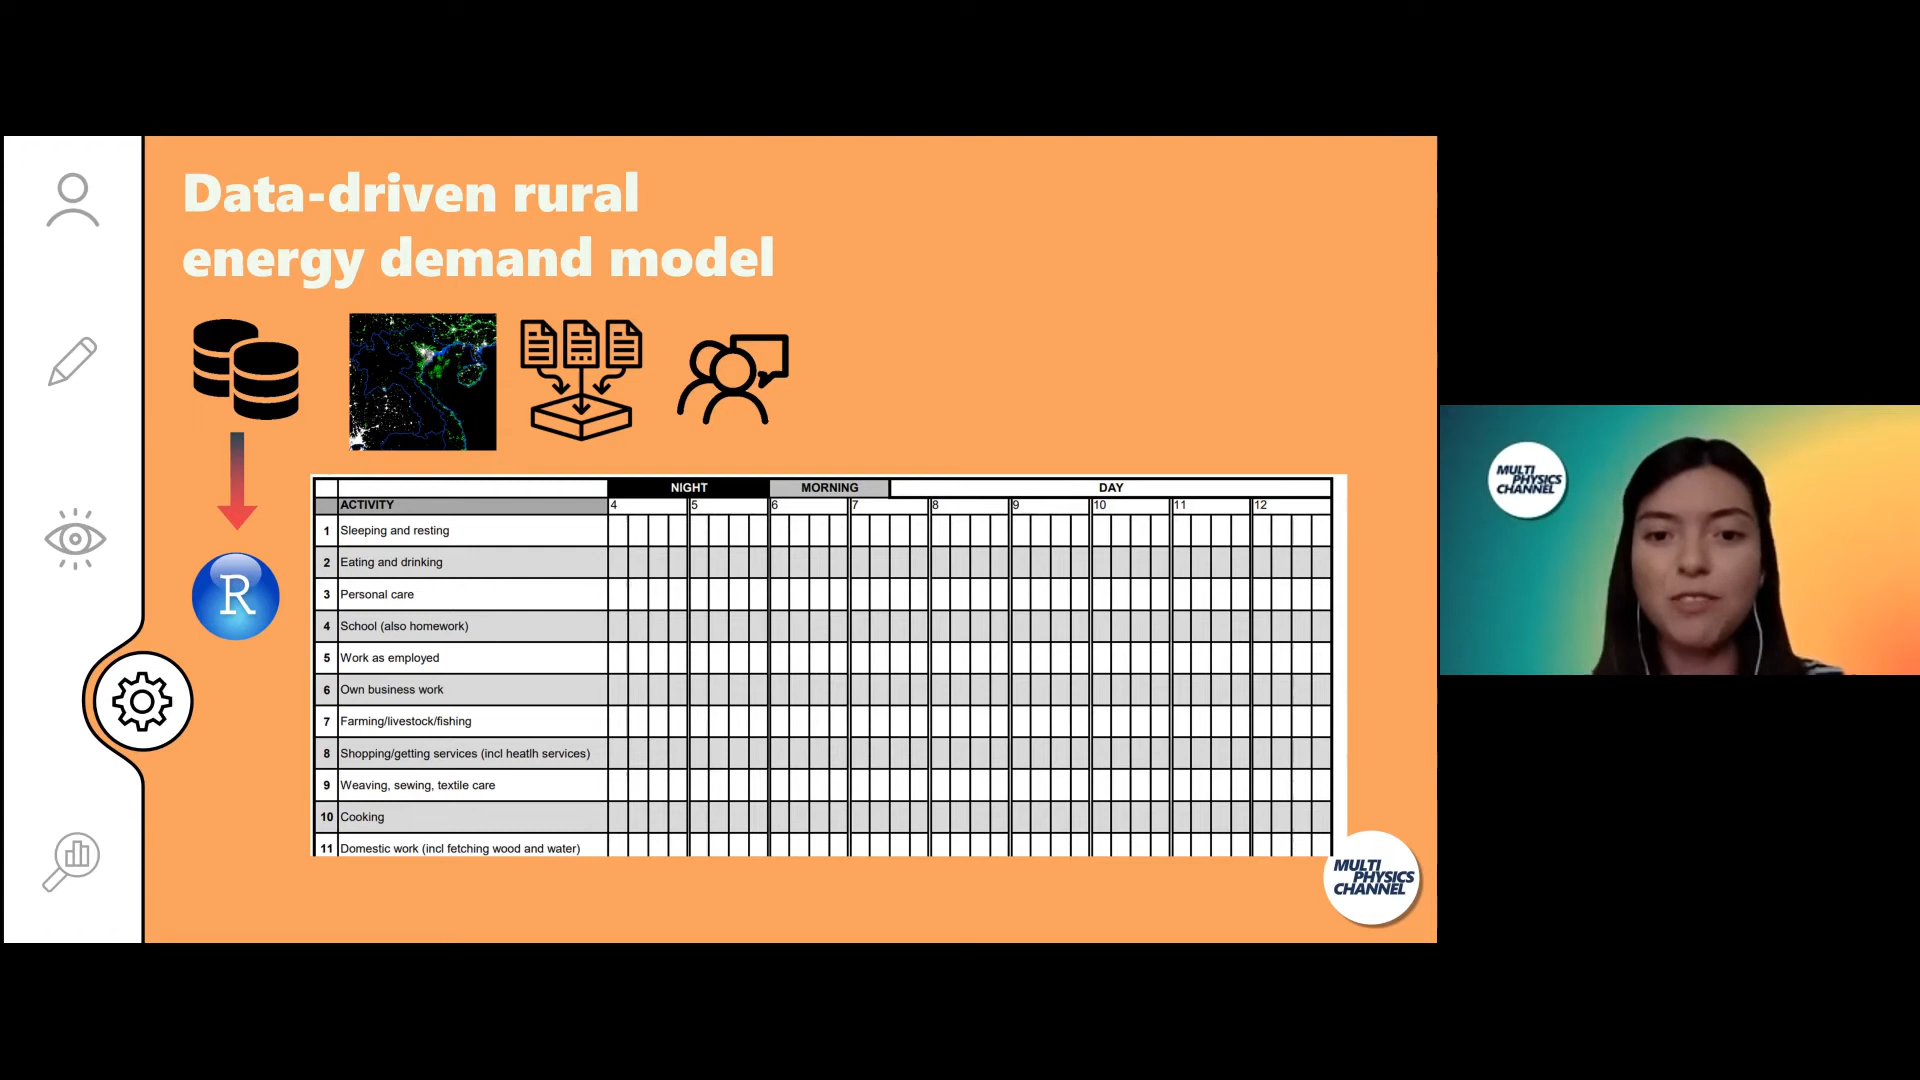 Data-driven rural
energy demand model
R
NIGHT MORNING DAY
ACTIVITY 4 5 6 7 8 9 10 11 12
1 Sleeping and resting
2 Eating and drinking
3 Personal care
4 School (also homework)
5 Work as employed
6 Own business work
7 Farming/livestock/fishing
8 Shopping/getting services (incl heatlh services)
9 Weaving, sewing, textile care
10 Cooking
11 Domestic work (incl fetching wood and water)
MULTI
PHYSICS
CHANNEL
MULTI
PHYSICS
CHANNEL